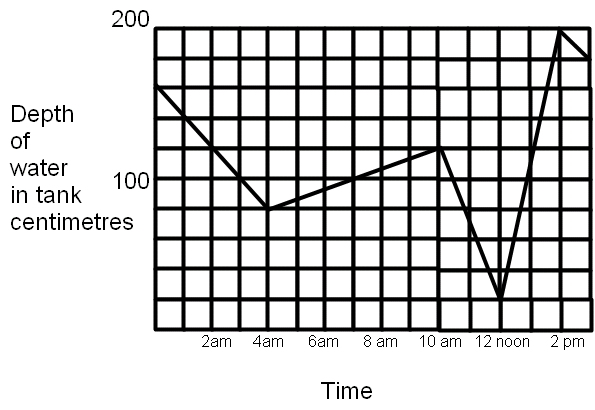 200
Depth
of
water
in tank
centimetres
100
2am 4am 6am 8 am 10 am 12 noon 2 pm
Time